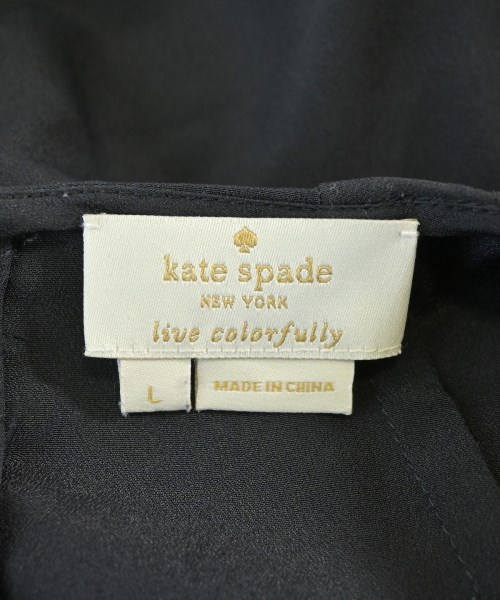 kate spade
NEW YORK
live colorfully
L
MADE IN CHINA